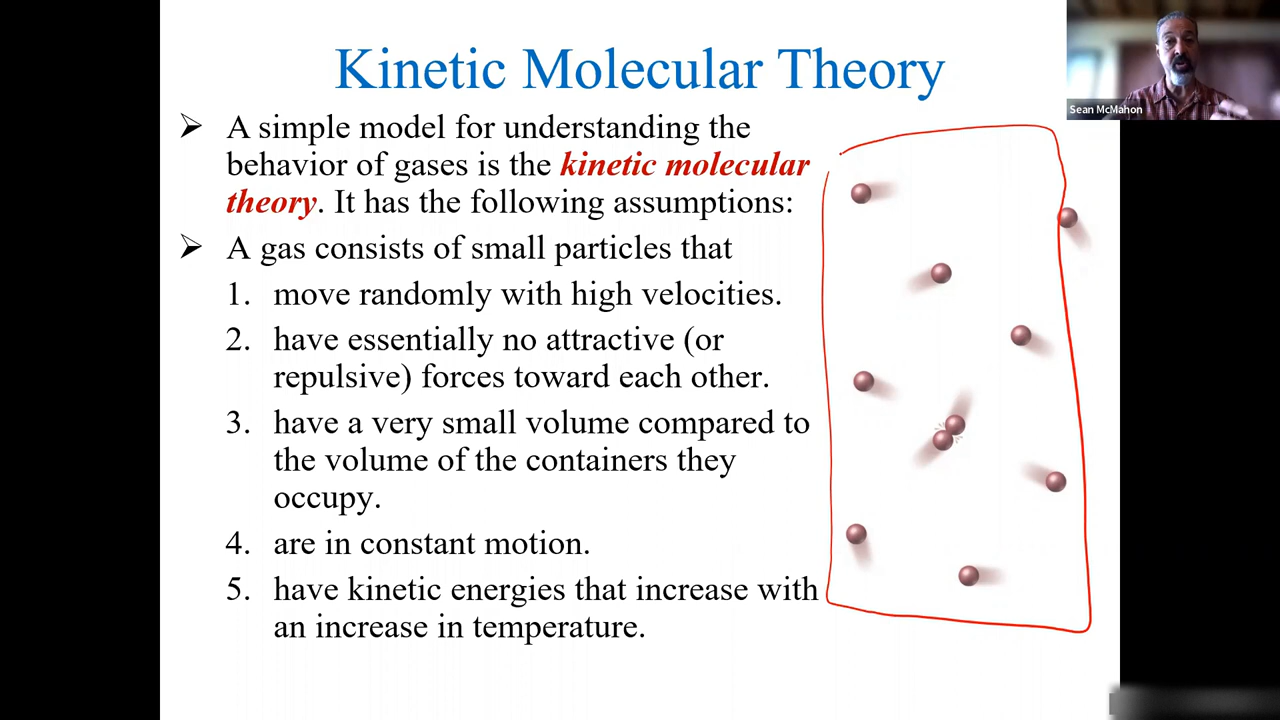 Kinetic Molecular Theory
Sean McMahon
➢ A simple model for understanding the
behavior of gases is the kinetic molecular
theory. It has the following assumptions:
➢ A gas consists of small particles that
1. move randomly with high velocities.
2. have essentially no attractive (or
repulsive) forces toward each other.
3. have a very small volume compared to
the volume of the containers they
occupy.
4. are in constant motion.
5. have kinetic energies that increase with
an increase in temperature.